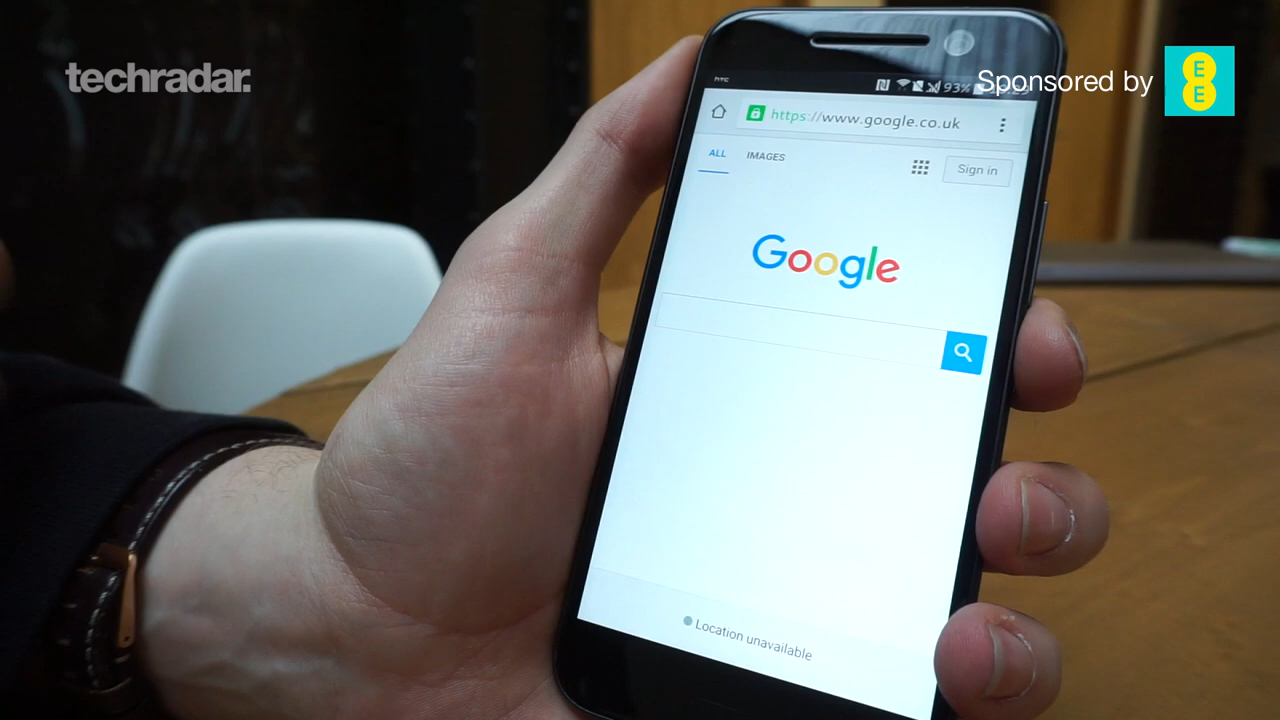 techradar.
Sponsored by
EE
hTC
93%
https://www.google.co.uk
ALL IMAGES
Sign in
Google
Location unavailable